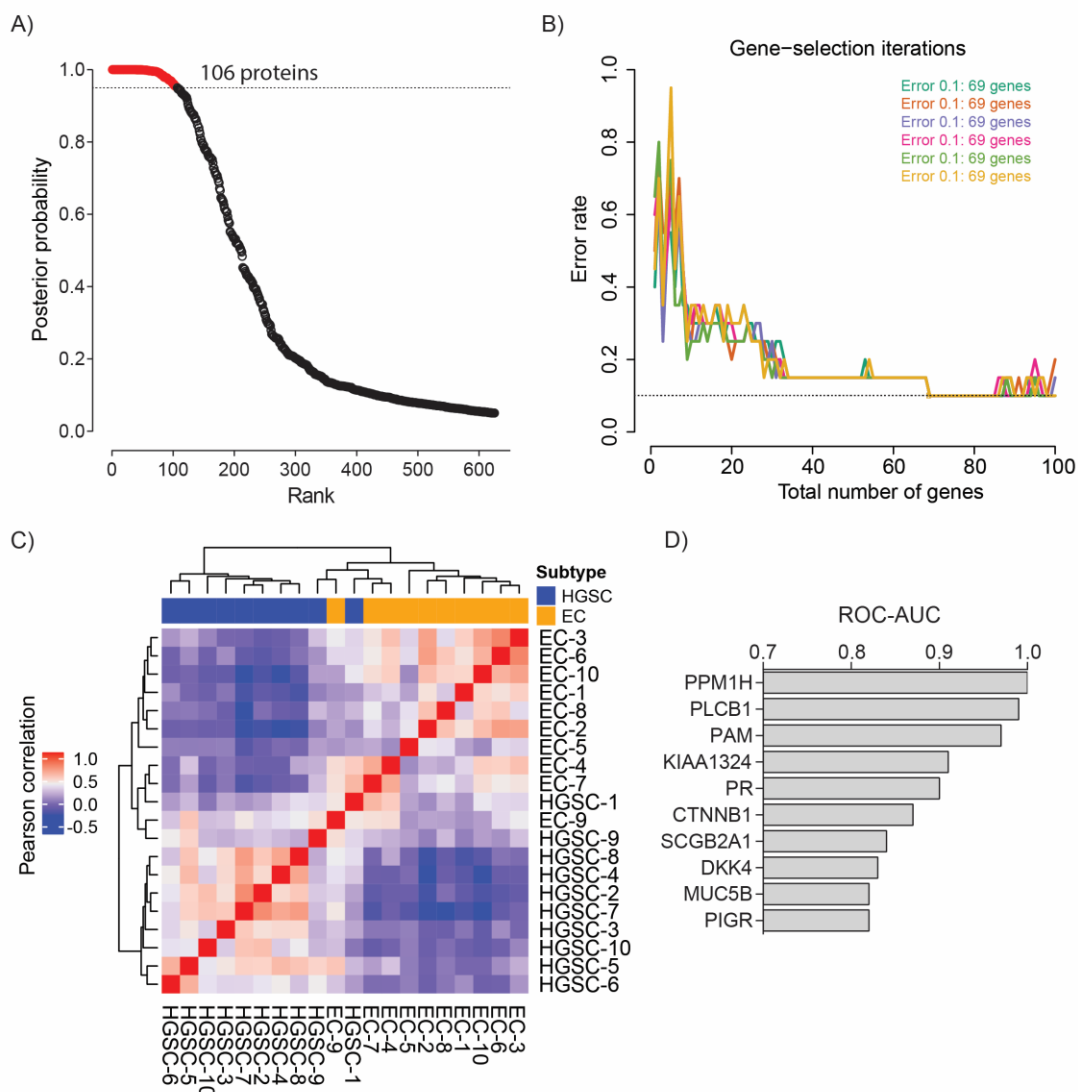 A)
106 proteins
Posterior probability
1.0
0.8
0.6
0.4
0.2
0.0
0 100 200 300 400 500 600
Rank
B)
Gene−selection iterations
Error 0.1: 69 genes
Error 0.1: 69 genes
Error 0.1: 69 genes
Error 0.1: 69 genes
Error 0.1: 69 genes
Error 0.1: 69 genes
Error rate
1.0
0.8
0.6
0.4
0.2
0.0
0 20 40 60 80 100
Total number of genes
C)
Subtype
HGSC
EC
Pearson correlation
1.0
0.5
0.0
-0.5
EC-3
EC-6
EC-10
EC-1
EC-8
EC-2
EC-5
EC-4
EC-7
HGSC-1
EC-9
HGSC-9
HGSC-8
HGSC-4
HGSC-2
HGSC-7
HGSC-3
HGSC-10
HGSC-5
HGSC-6
HGSC-6
HGSC-5
HGSC-10
HGSC-3
HGSC-7
HGSC-2
HGSC-4
HGSC-8
HGSC-9
EC-9
HGSC-1
EC-7
EC-4
EC-5
EC-2
EC-8
EC-1
EC-10
EC-6
EC-3
D)
ROC-AUC
0.7 0.8 0.9 1.0
PPM1H
PLCB1
PAM
KIAA1324
PR
CTNNB1
SCGB2A1
DKK4
MUC5B
PIGR